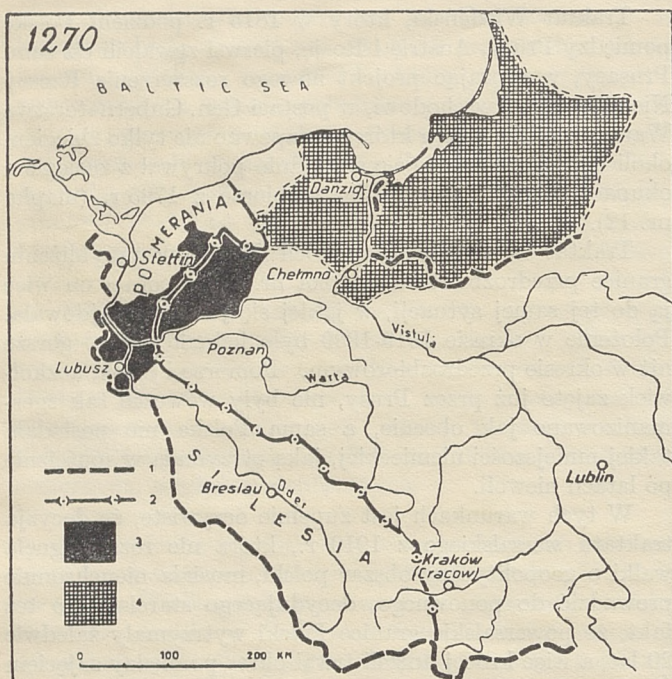 1270
BALTIC SEA
Danzig
POMERANIA
Stettin
Chełmno
Vistula
Poznań
Lubusz
Warta
SILESIA
Breslau
Oder
Lublin
Kraków
(Cracow)
1
2
3
4
0 100 200 KM